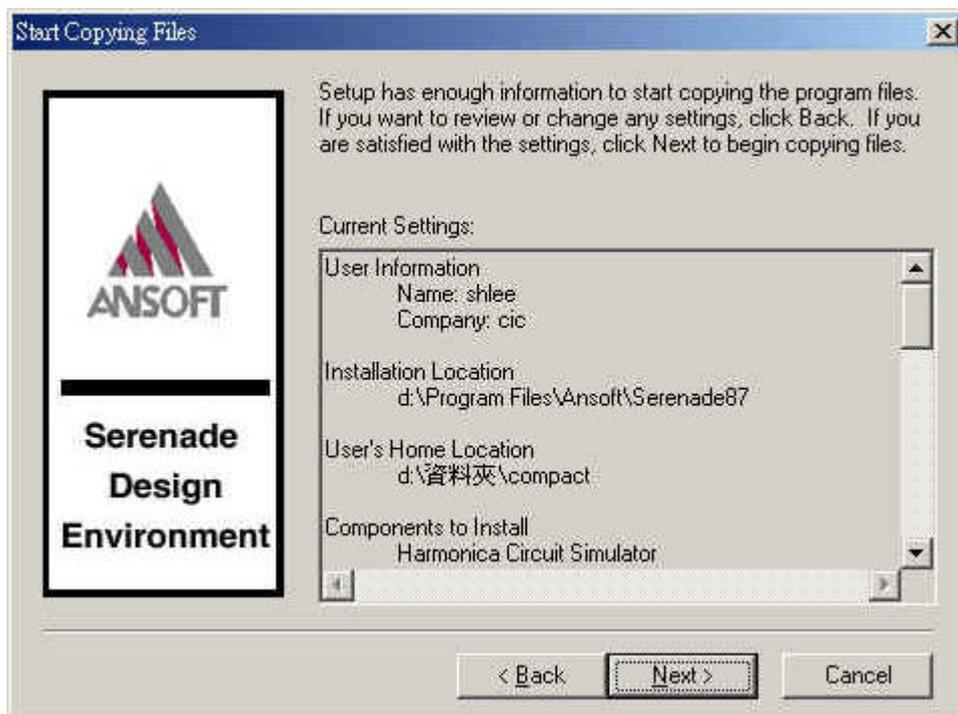 Start Copying Files
Setup has enough information to start copying the program files.
If you want to review or change any settings, click Back. If you
are satisfied with the settings, click Next to begin copying files.
ANSOFT
Serenade
Design
Environment
Current Settings:
User Information
Name: shlee
Company: cic
Installation Location
d:\Program Files\Ansoft\Serenade87
User's Home Location
d:\資料夾\compact
Components to Install
Harmonica Circuit Simulator
< Back
Next >
Cancel